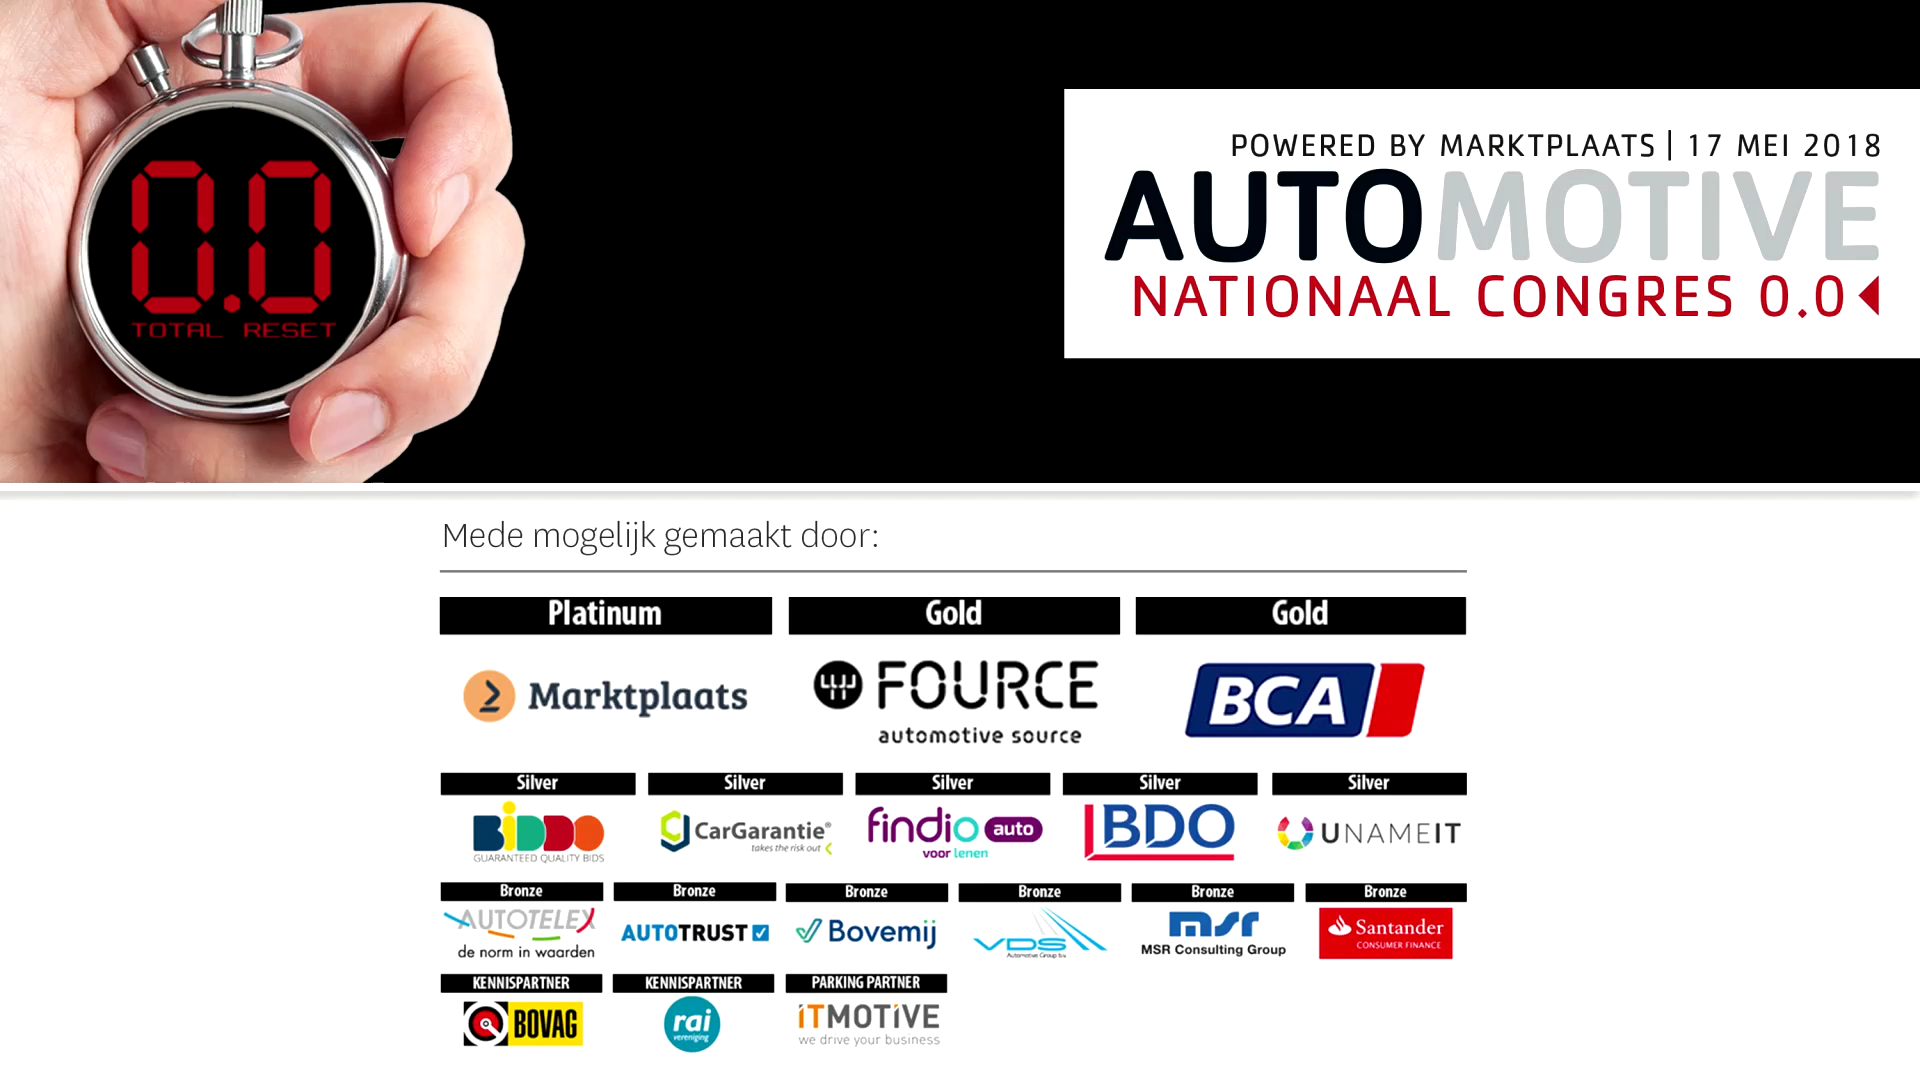 0.0
TOTAL RESET
POWERED BY MARKTPLAATS | 17 MEI 2018
AUTOMOTIVE
NATIONAAL CONGRES 0.0
Mede mogelijk gemaakt door:
Platinum
Gold
Gold
Marktplaats
FOURCE
automotive source
BCA
Silver
Silver
Silver
Silver
Silver
BiDDO
GUARANTEED QUALITY BIDS
CarGarantie®
takes the risk out
findio auto
voor lenen
BDO
UNAMEIT
Bronze
Bronze
Bronze
Bronze
Bronze
Bronze
AUTOTELEX
de norm in waarden
AUTOTRUST
Bovemij
VDS
Automotive Group b.v.
msr
MSR Consulting Group
Santander
CONSUMER FINANCE
KENNISPARTNER
KENNISPARTNER
PARKING PARTNER
BOVAG
rai
vereniging
iTMOTiVE
we drive your business